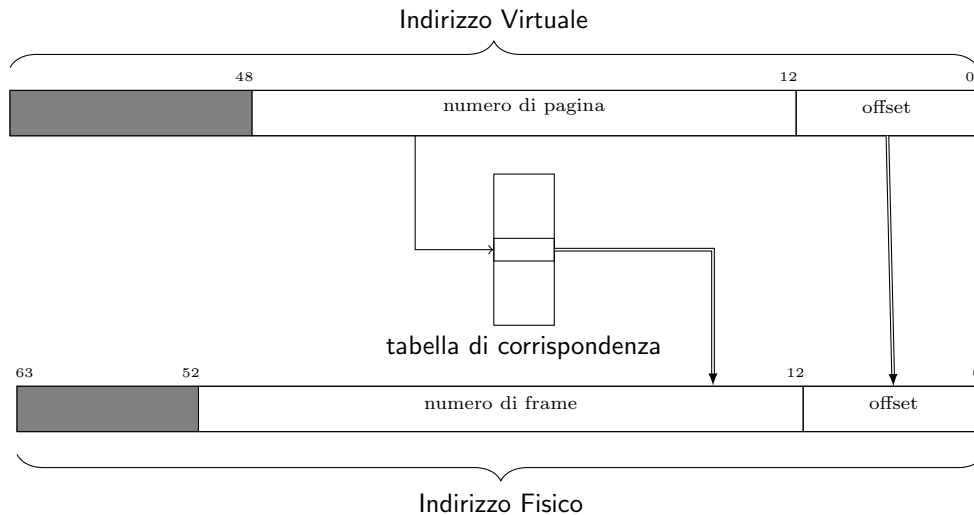 Indirizzo Virtuale
48 12 0
numero di pagina offset
tabella di corrispondenza
63 52 12
numero di frame offset
Indirizzo Fisico